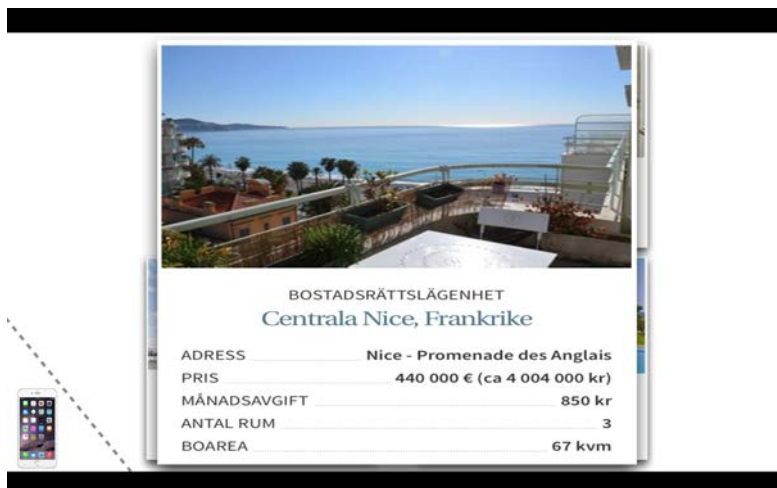 BOSTADSRÄTTSLÄGENHET
Centrala Nice, Frankrike
ADRESS Nice - Promenade des Anglais
PRIS 440 000 € (ca 4 004 000 kr)
MÅNADSAVGIFT 850 kr
ANTAL RUM 3
BOAREA 67 kvm